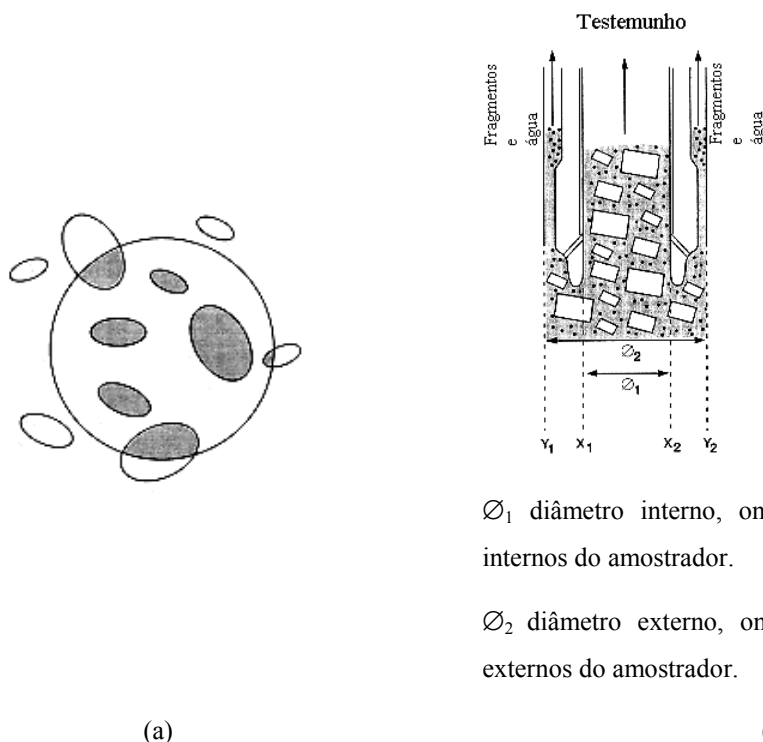 Testemunho
Fragmentos
e
água
Fragmentos
e
água
∅2
∅1
Y1 X1 X2 Y2
∅1 diâmetro interno, on
internos do amostrador.
∅2 diâmetro externo, on
externos do amostrador.
(a)